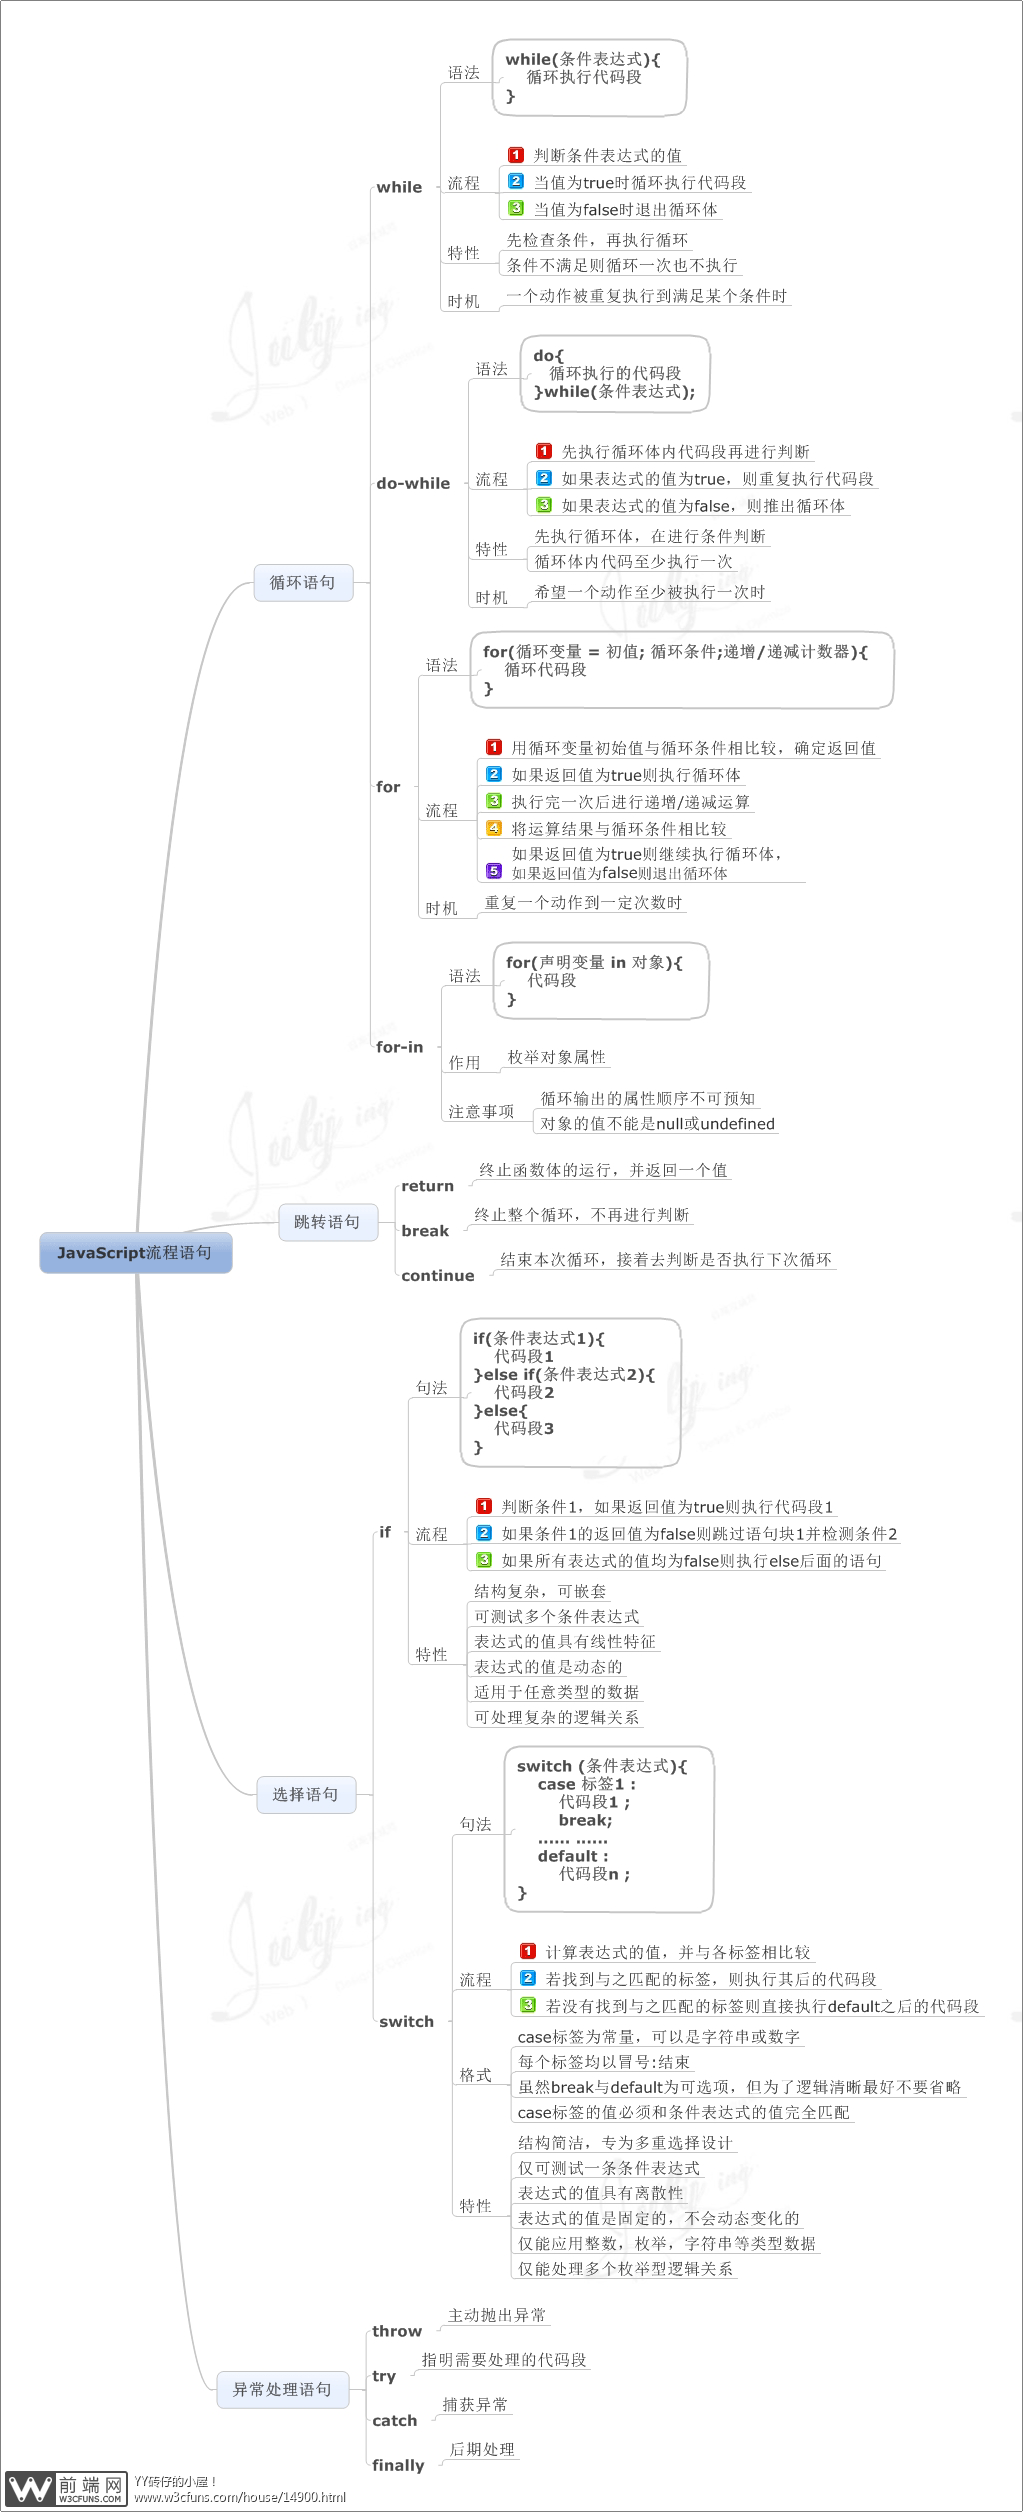 while(条件表达式){
循环执行代码段
}
语法
1 判断条件表达式的值
2 当值为true时循环执行代码段
3 当值为false时退出循环体
流程
while
先检查条件，再执行循环
条件不满足则循环一次也不执行
特性
一个动作被重复执行到满足某个条件时
时机
do{
循环执行的代码段
}while(条件表达式);
语法
1 先执行循环体内代码段再进行判断
2 如果表达式的值为true，则重复执行代码段
3 如果表达式的值为false，则推出循环体
流程
do-while
先执行循环体，在进行条件判断
循环体内代码至少执行一次
特性
希望一个动作至少被执行一次时
时机
循环语句
for(循环变量 = 初值; 循环条件;递增/递减计数器){
循环代码段
}
语法
1 用循环变量初始值与循环条件相比较，确定返回值
2 如果返回值为true则执行循环体
3 执行完一次后进行递增/递减运算
4 将运算结果与循环条件相比较
5 如果返回值为true则继续执行循环体，
如果返回值为false则退出循环体
流程
for
重复一个动作到一定次数时
时机
for(声明变量 in 对象){
代码段
}
语法
for-in
枚举对象属性
作用
循环输出的属性顺序不可预知
对象的值不能是null或undefined
注意事项
终止函数体的运行，并返回一个值
return
跳转语句
终止整个循环，不再进行判断
break
JavaScript流程语句
结束本次循环，接着去判断是否执行下次循环
continue
if(条件表达式1){
代码段1
}else if(条件表达式2){
代码段2
}else{
代码段3
}
句法
1 判断条件1，如果返回值为true则执行代码段1
2 如果条件1的返回值为false则跳过语句块1并检测条件2
3 如果所有表达式的值均为false则执行else后面的语句
流程
if
结构复杂，可嵌套
可测试多个条件表达式
表达式的值具有线性特征
表达式的值是动态的
适用于任意类型的数据
可处理复杂的逻辑关系
特性
选择语句
switch (条件表达式){
case 标签1 :
代码段1 ;
break;
...... ......
default :
代码段n ;
}
句法
1 计算表达式的值，并与各标签相比较
2 若找到与之匹配的标签，则执行其后的代码段
3 若没有找到与之匹配的标签则直接执行default之后的代码段
流程
switch
case标签为常量，可以是字符串或数字
每个标签均以冒号:结束
虽然break与default为可选项，但为了逻辑清晰最好不要省略
case标签的值必须和条件表达式的值完全匹配
格式
结构简洁，专为多重选择设计
仅可测试一条条件表达式
表达式的值具有离散性
表达式的值是固定的，不会动态变化的
仅能应用整数，枚举，字符串等类型数据
仅能处理多个枚举型逻辑关系
特性
主动抛出异常
throw
指明需要处理的代码段
try
异常处理语句
捕获异常
catch
后期处理
finally
W 前端网
W3CFUNS.COM
YY砖仔的小屋！
www.w3cfuns.com/house/14900.html